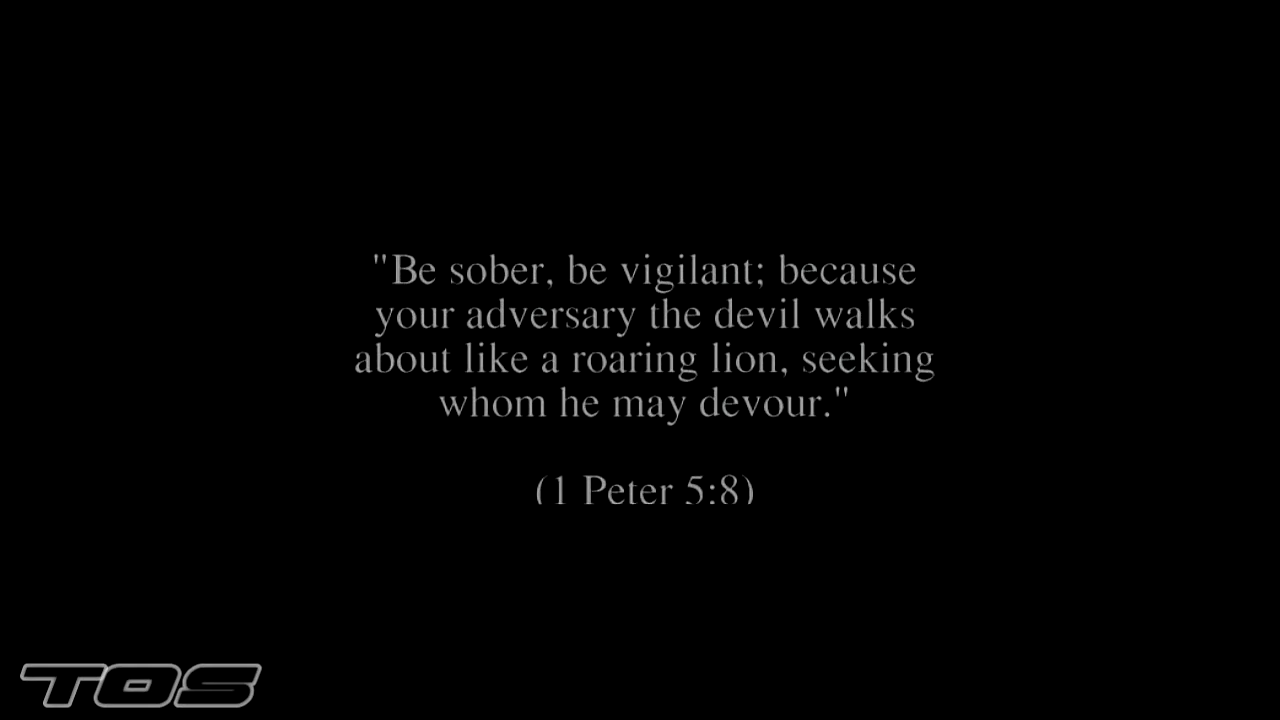 "Be sober, be vigilant; because
your adversary the devil walks
about like a roaring lion, seeking
whom he may devour."
(1 Peter 5:8)
TOS